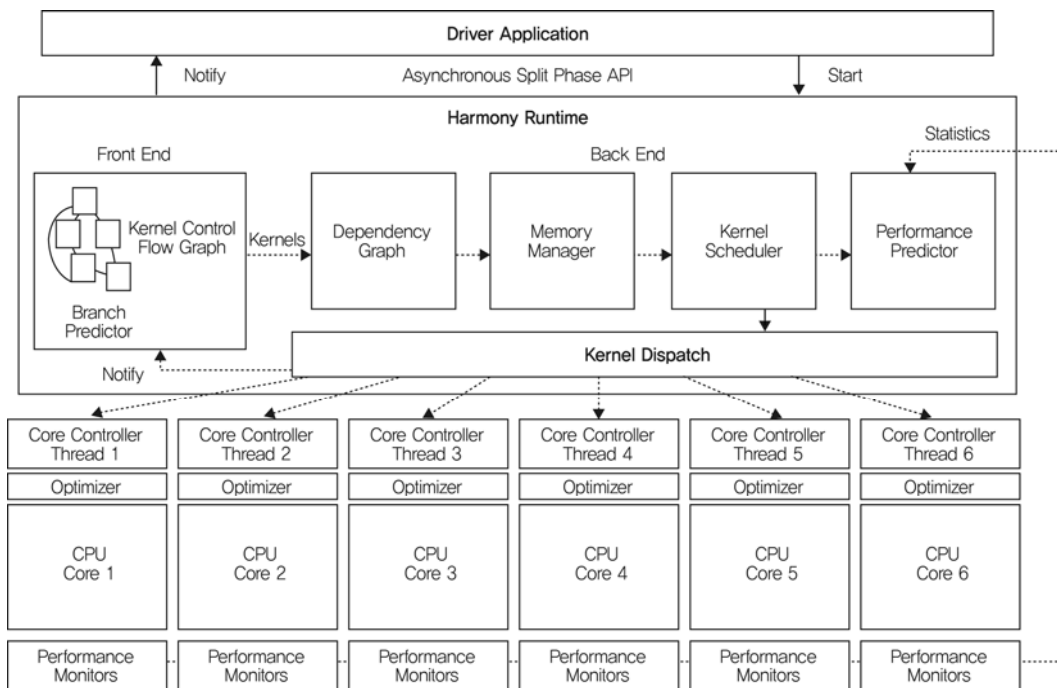 Driver Application
Notify
Asynchronous Split Phase API
Start
Harmony Runtime
Statistics
Front End
Back End
Kernel Control
Flow Graph
Branch
Predictor
Kernels
Dependency
Graph
Memory
Manager
Kernel
Scheduler
Performance
Predictor
Kernel Dispatch
Notify
Core Controller
Thread 1
Core Controller
Thread 2
Core Controller
Thread 3
Core Controller
Thread 4
Core Controller
Thread 5
Core Controller
Thread 6
Optimizer
Optimizer
Optimizer
Optimizer
Optimizer
Optimizer
CPU
Core 1
CPU
Core 2
CPU
Core 3
CPU
Core 4
CPU
Core 5
CPU
Core 6
Performance
Monitors
Performance
Monitors
Performance
Monitors
Performance
Monitors
Performance
Monitors
Performance
Monitors